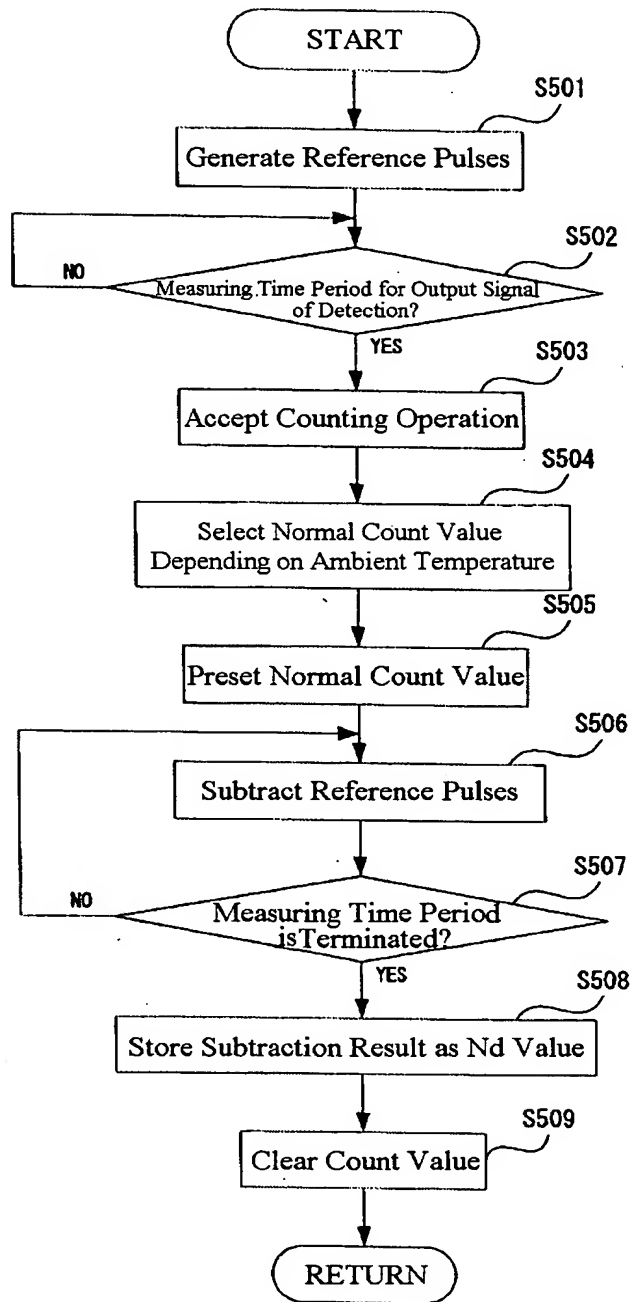 START
S501
Generate Reference Pulses
S502
NO
Measuring Time Period for Output Signal
of Detection?
YES
S503
Accept Counting Operation
S504
Select Normal Count Value
Depending on Ambient Temperature
S505
Preset Normal Count Value
S506
Subtract Reference Pulses
S507
NO
Measuring Time Period
isTerminated?
YES
S508
Store Subtraction Result as Nd Value
S509
Clear Count Value
RETURN